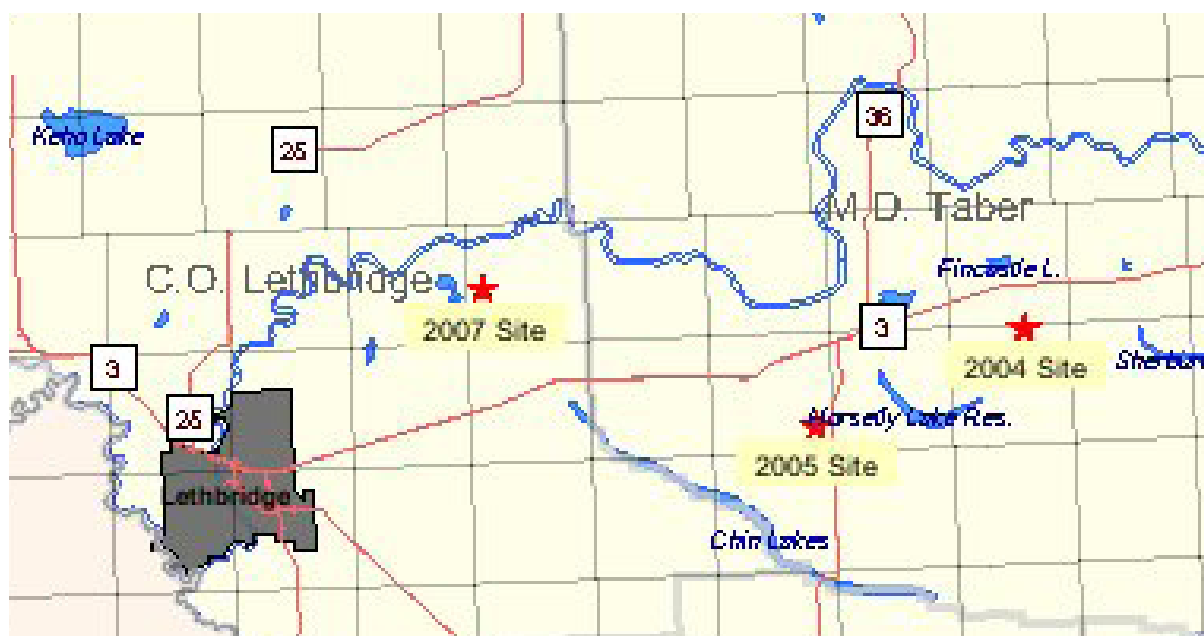 36
Keho Lake
25
M.D. Taber
C.O. Lethbridge
Fincastle L.
2007 Site
3
3
2004 Site
Sherburn
25
Horsefly Lake Res.
2005 Site
Lethbridge
Chin Lakes